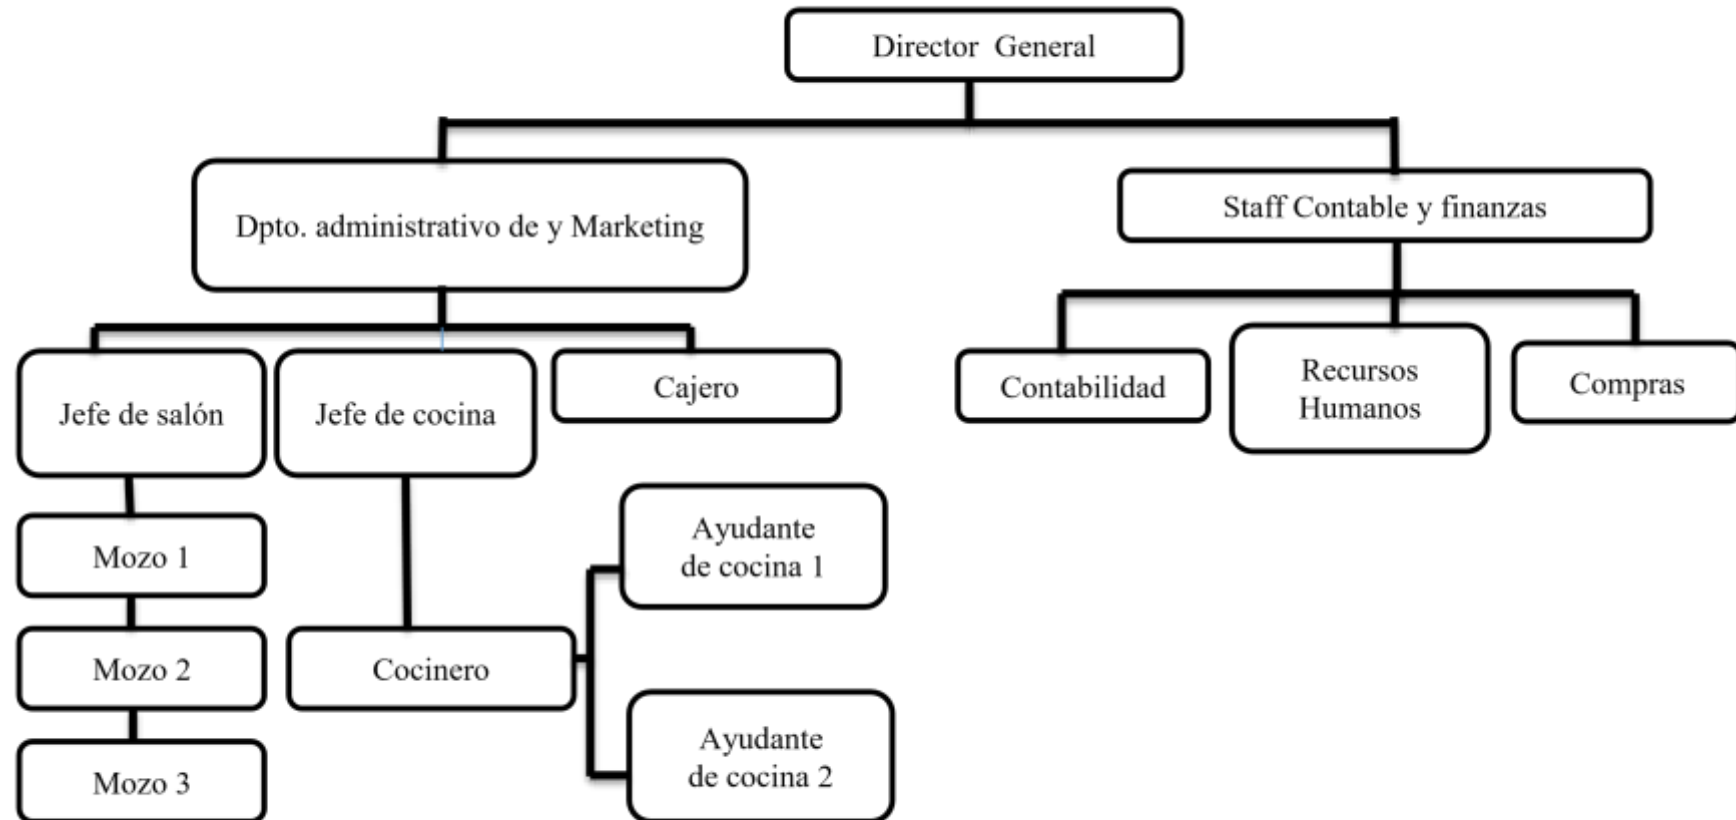 Director General
Dpto. administrativo de y Marketing
Staff Contable y finanzas
Jefe de salón
Jefe de cocina
Cajero
Contabilidad
Recursos
Humanos
Compras
Mozo 1
Ayudante
de cocina 1
Mozo 2
Cocinero
Mozo 3
Ayudante
de cocina 2